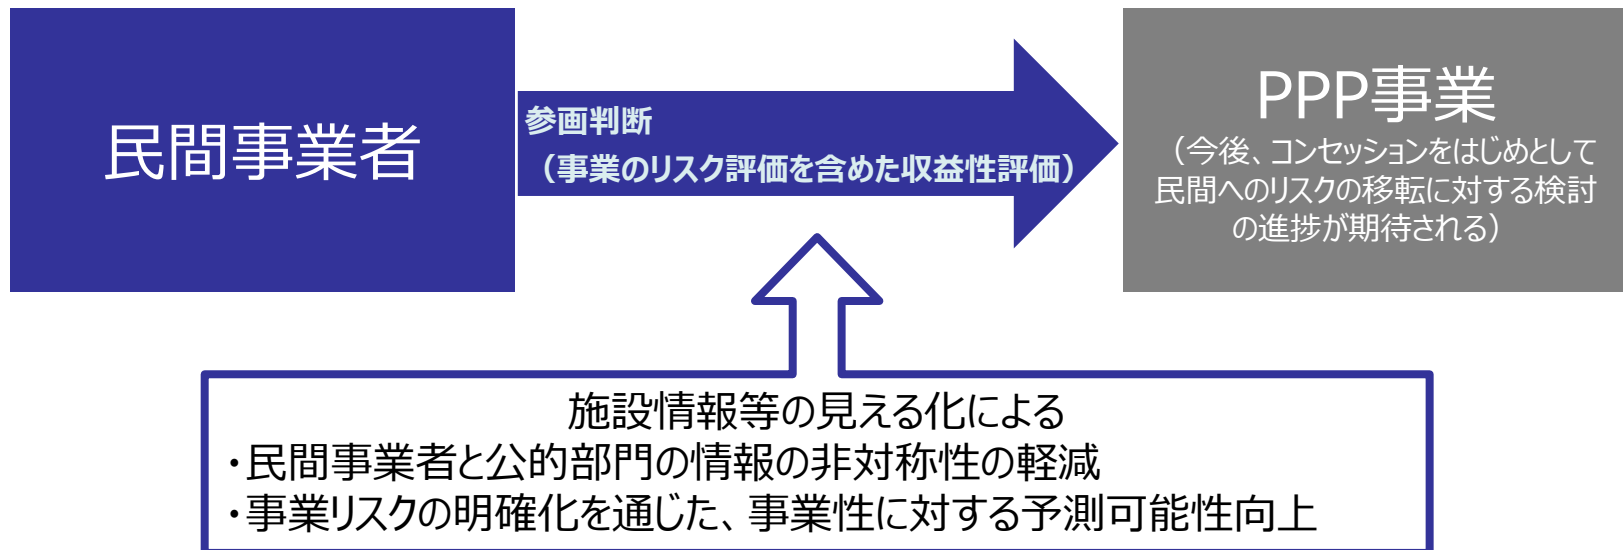 民間事業者
参画判断
（事業のリスク評価を含めた収益性評価）
PPP事業
（今後、コンセッションをはじめとして
民間へのリスクの移転に対する検討
の進捗が期待される）
施設情報等の見える化による
・民間事業者と公的部門の情報の非対称性の軽減
・事業リスクの明確化を通じた、事業性に対する予測可能性向上